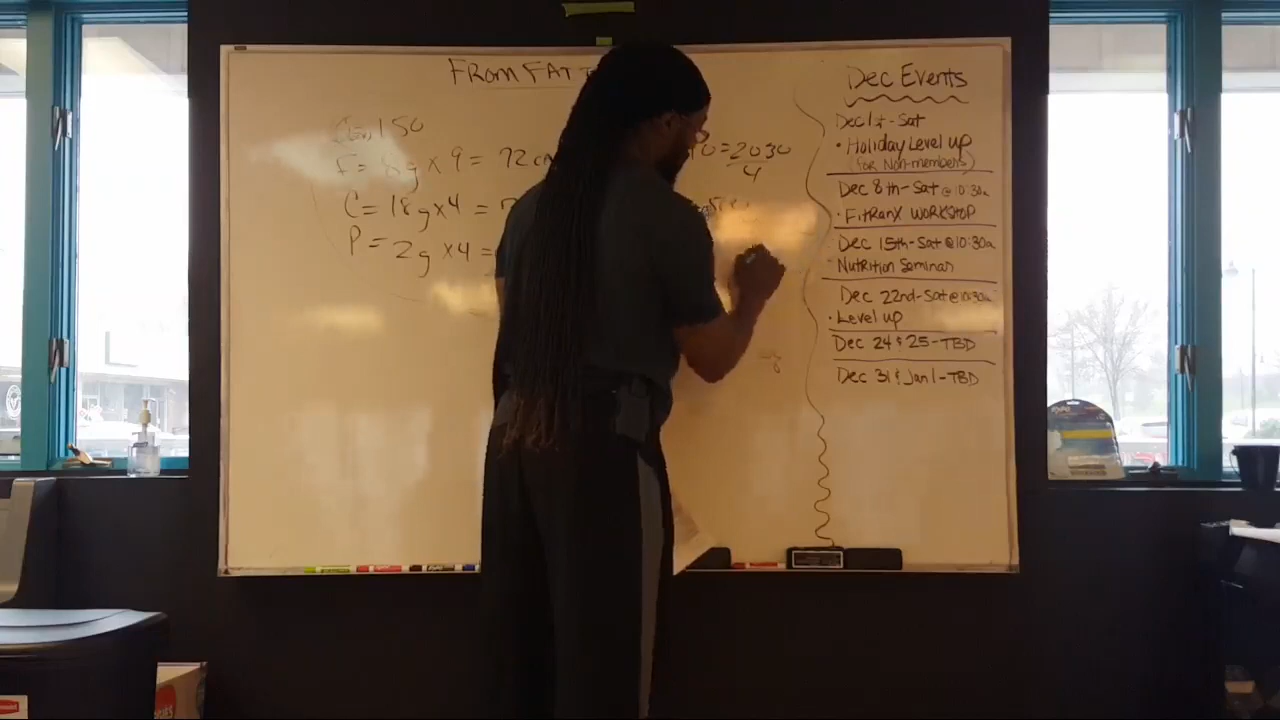 FROM FAT
150
F= 8g x 9 = 72
C= 18g x 4 =
P= 2g x 4 =
0=2030
4
Dec Events
Dec 1st-Sat
• Holiday Level up
(for Non-members)
Dec 8th-Sat @ 10:30a
• FitRanX WORKSHOP
Dec 15th-Sat @ 10:30a
Nutrition Seminar
Dec 22nd-Sat @ 10:30a
• Level up
Dec 24 & 25-TBD
Dec 31 & Jan 1-TBD